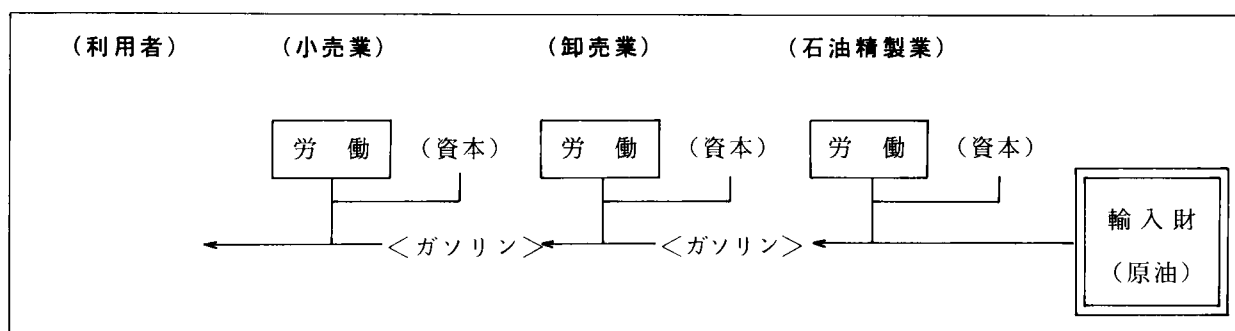 (利用者) (小売業) (卸売業) (石油精製業)
労働 (資本) 労働 (資本) 労働 (資本)
輸入財
<ガソリン> <ガソリン>
(原油)